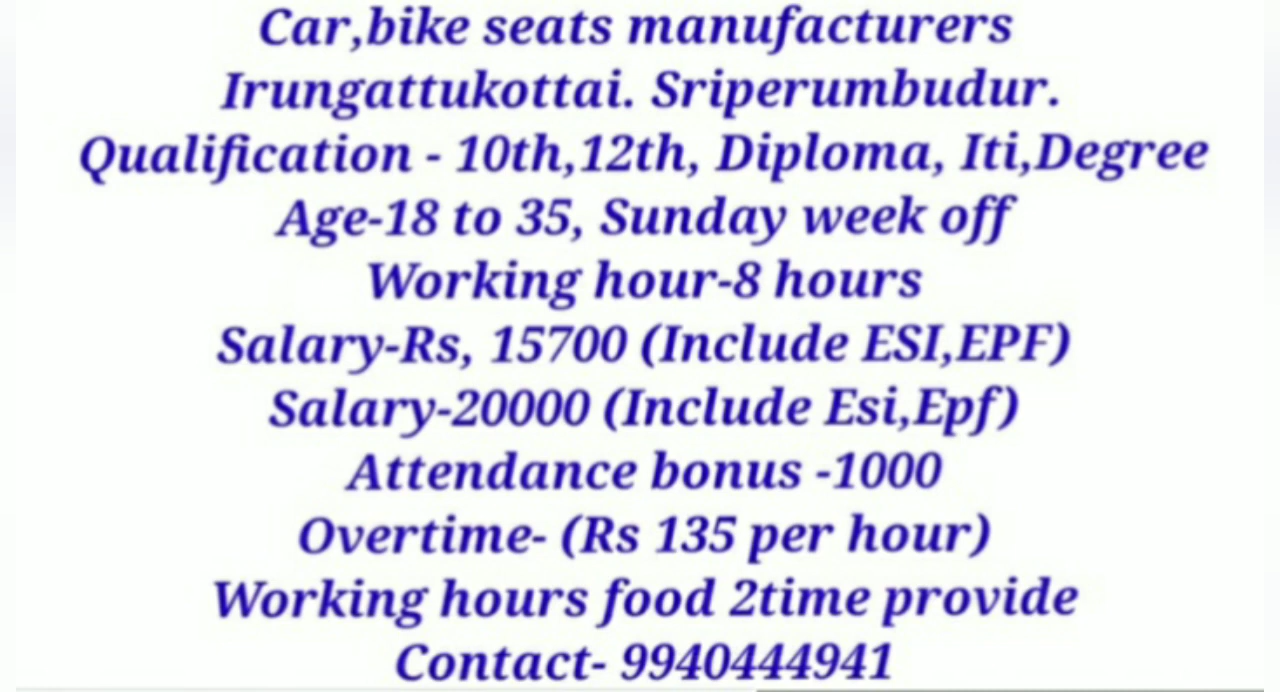 Car,bike seats manufacturers
Irungattukottai. Sriperumbudur.
Qualification - 10th,12th, Diploma, Iti,Degree
Age-18 to 35, Sunday week off
Working hour-8 hours
Salary-Rs, 15700 (Include ESI,EPF)
Salary-20000 (Include Esi,Epf)
Attendance bonus -1000
Overtime- (Rs 135 per hour)
Working hours food 2time provide
Contact- 9940444941